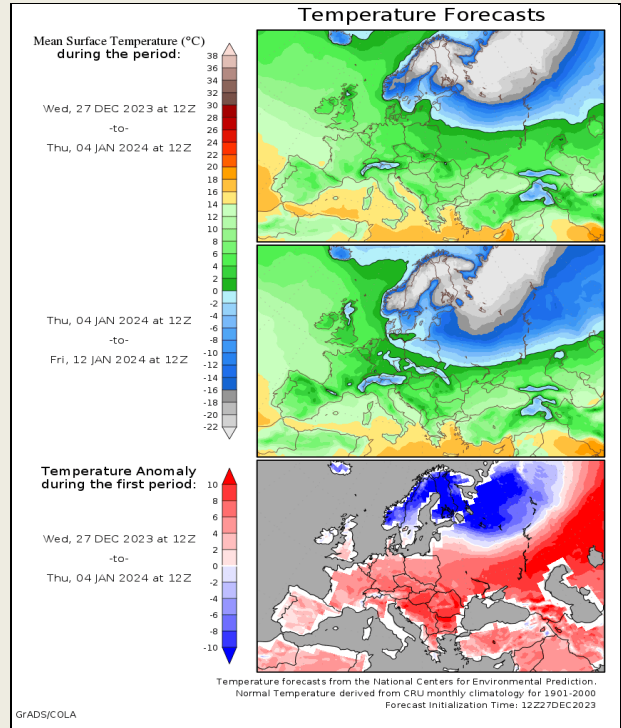 Temperature Forecasts
Mean Surface Temperature (°C)
during the period:
Wed, 27 DEC 2023 at 12Z
-to-
Thu, 04 JAN 2024 at 12Z
38
36
34
32
30
28
26
24
22
20
18
16
14
12
10
8
6
4
2
0
-2
-4
-6
-8
-10
-12
-14
-16
-18
-20
-22
Thu, 04 JAN 2024 at 12Z
-to-
Fri, 12 JAN 2024 at 12Z
Temperature Anomaly
during the first period:
Wed, 27 DEC 2023 at 12Z
-to-
Thu, 04 JAN 2024 at 12Z
10
8
6
4
2
0
-2
-4
-6
-8
-10
Temperature forecasts from the National Centers for Environmental Prediction.
Normal Temperature derived from CRU monthly climatology for 1901-2000
Forecast Initialization Time: 12Z27DEC2023
GrADS/COLA